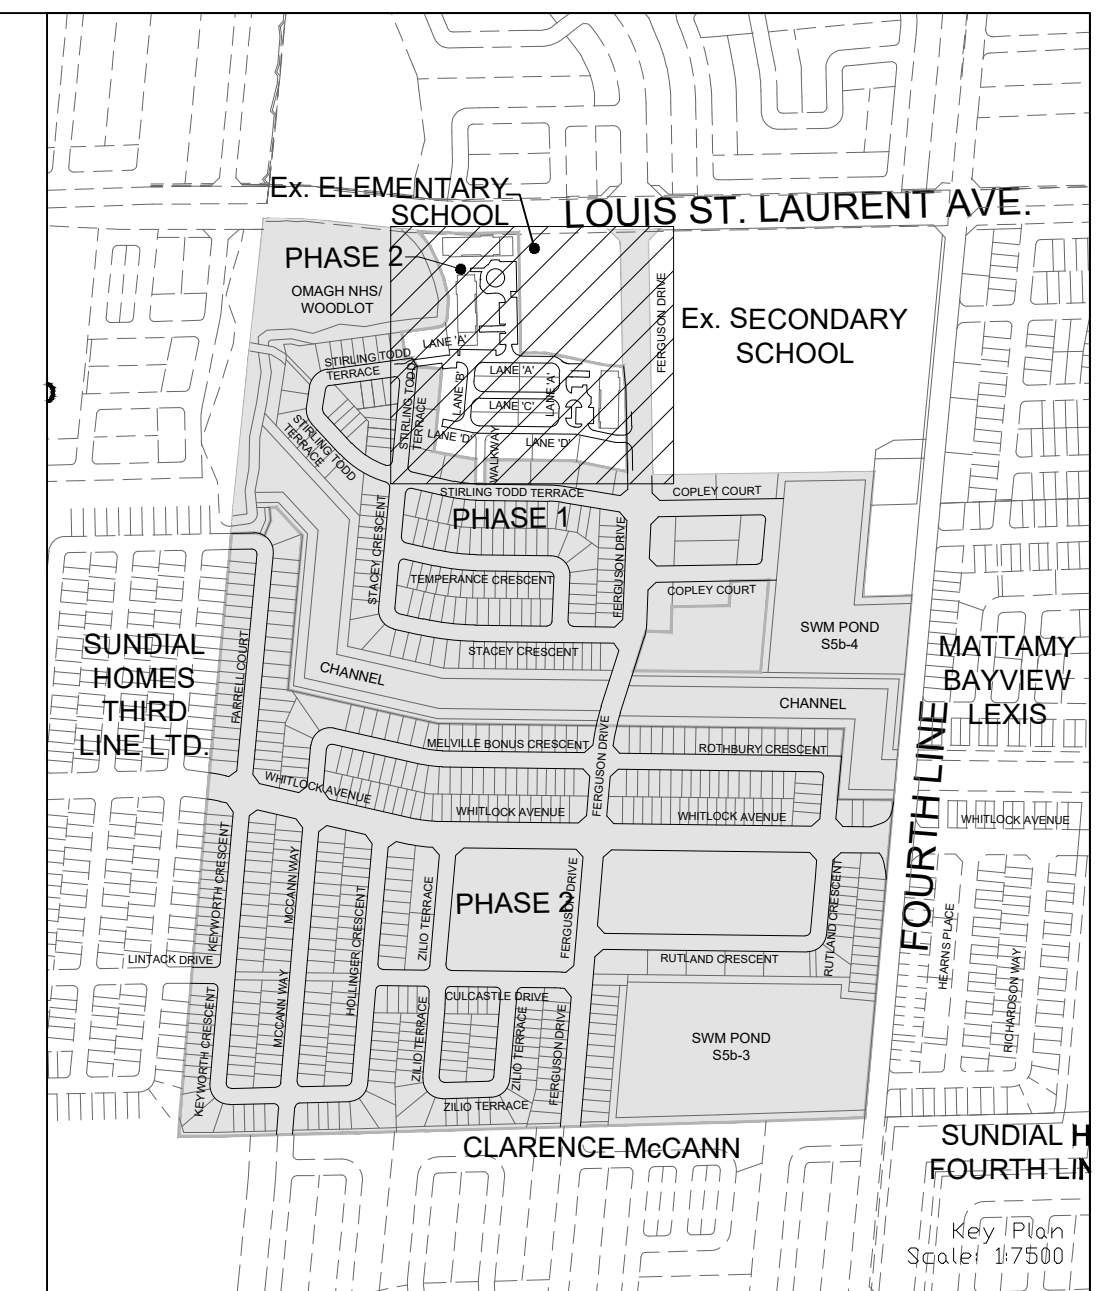 Ex. ELEMENTARY
SCHOOL
LOUIS ST. LAURENT AVE.
PHASE 2
OMAGH NHS/
WOODLOT
FERGUSON DRIVE
Ex. SECONDARY
SCHOOL
STIRLING TODD
TERRACE
LANE 'A'
LANE 'A'
LANE 'A'
LANE 'B'
LANE 'C'
STIRLING TODD
TERRACE
STIRLING TODD
TERRACE
LANE 'D'
LANE 'D'
WALKWAY
STIRLING TODD TERRACE
COPLEY COURT
PHASE 1
STACEY CRESCENT
FERGUSON DRIVE
TEMPERANCE CRESCENT
COPLEY COURT
SWM POND
S5b-4
STACEY CRESCENT
SUNDIAL
HOMES
THIRD
LINE LTD.
FARRELL COURT
CHANNEL
CHANNEL
MATTAMY
BAYVIEW
LEXIS
FOURTH LINE
MELVILLE BONUS CRESCENT
FERGUSON DRIVE
ROTHBURY CRESCENT
WHITLOCK AVENUE
WHITLOCK AVENUE
WHITLOCK AVENUE
WHITLOCK AVENUE
KEYWORTH CRESCENT
MCCANN WAY
HOLLINGER CRESCENT
ZILIO TERRACE
PHASE 2
FERGUSON DRIVE
RUTLAND CRESCENT
HEARNS PLACE
RICHARDSON WAY
LINTACK DRIVE
RUTLAND CRESCENT
KEYWORTH CRESCENT
MCCANN WAY
CULCASTLE DRIVE
ZILIO TERRACE
ZILIO TERRACE
FERGUSON DRIVE
SWM POND
S5b-3
ZILIO TERRACE
CLARENCE McCANN
SUNDIAL H
FOURTH LIN
Key Plan
Scale: 1:7500